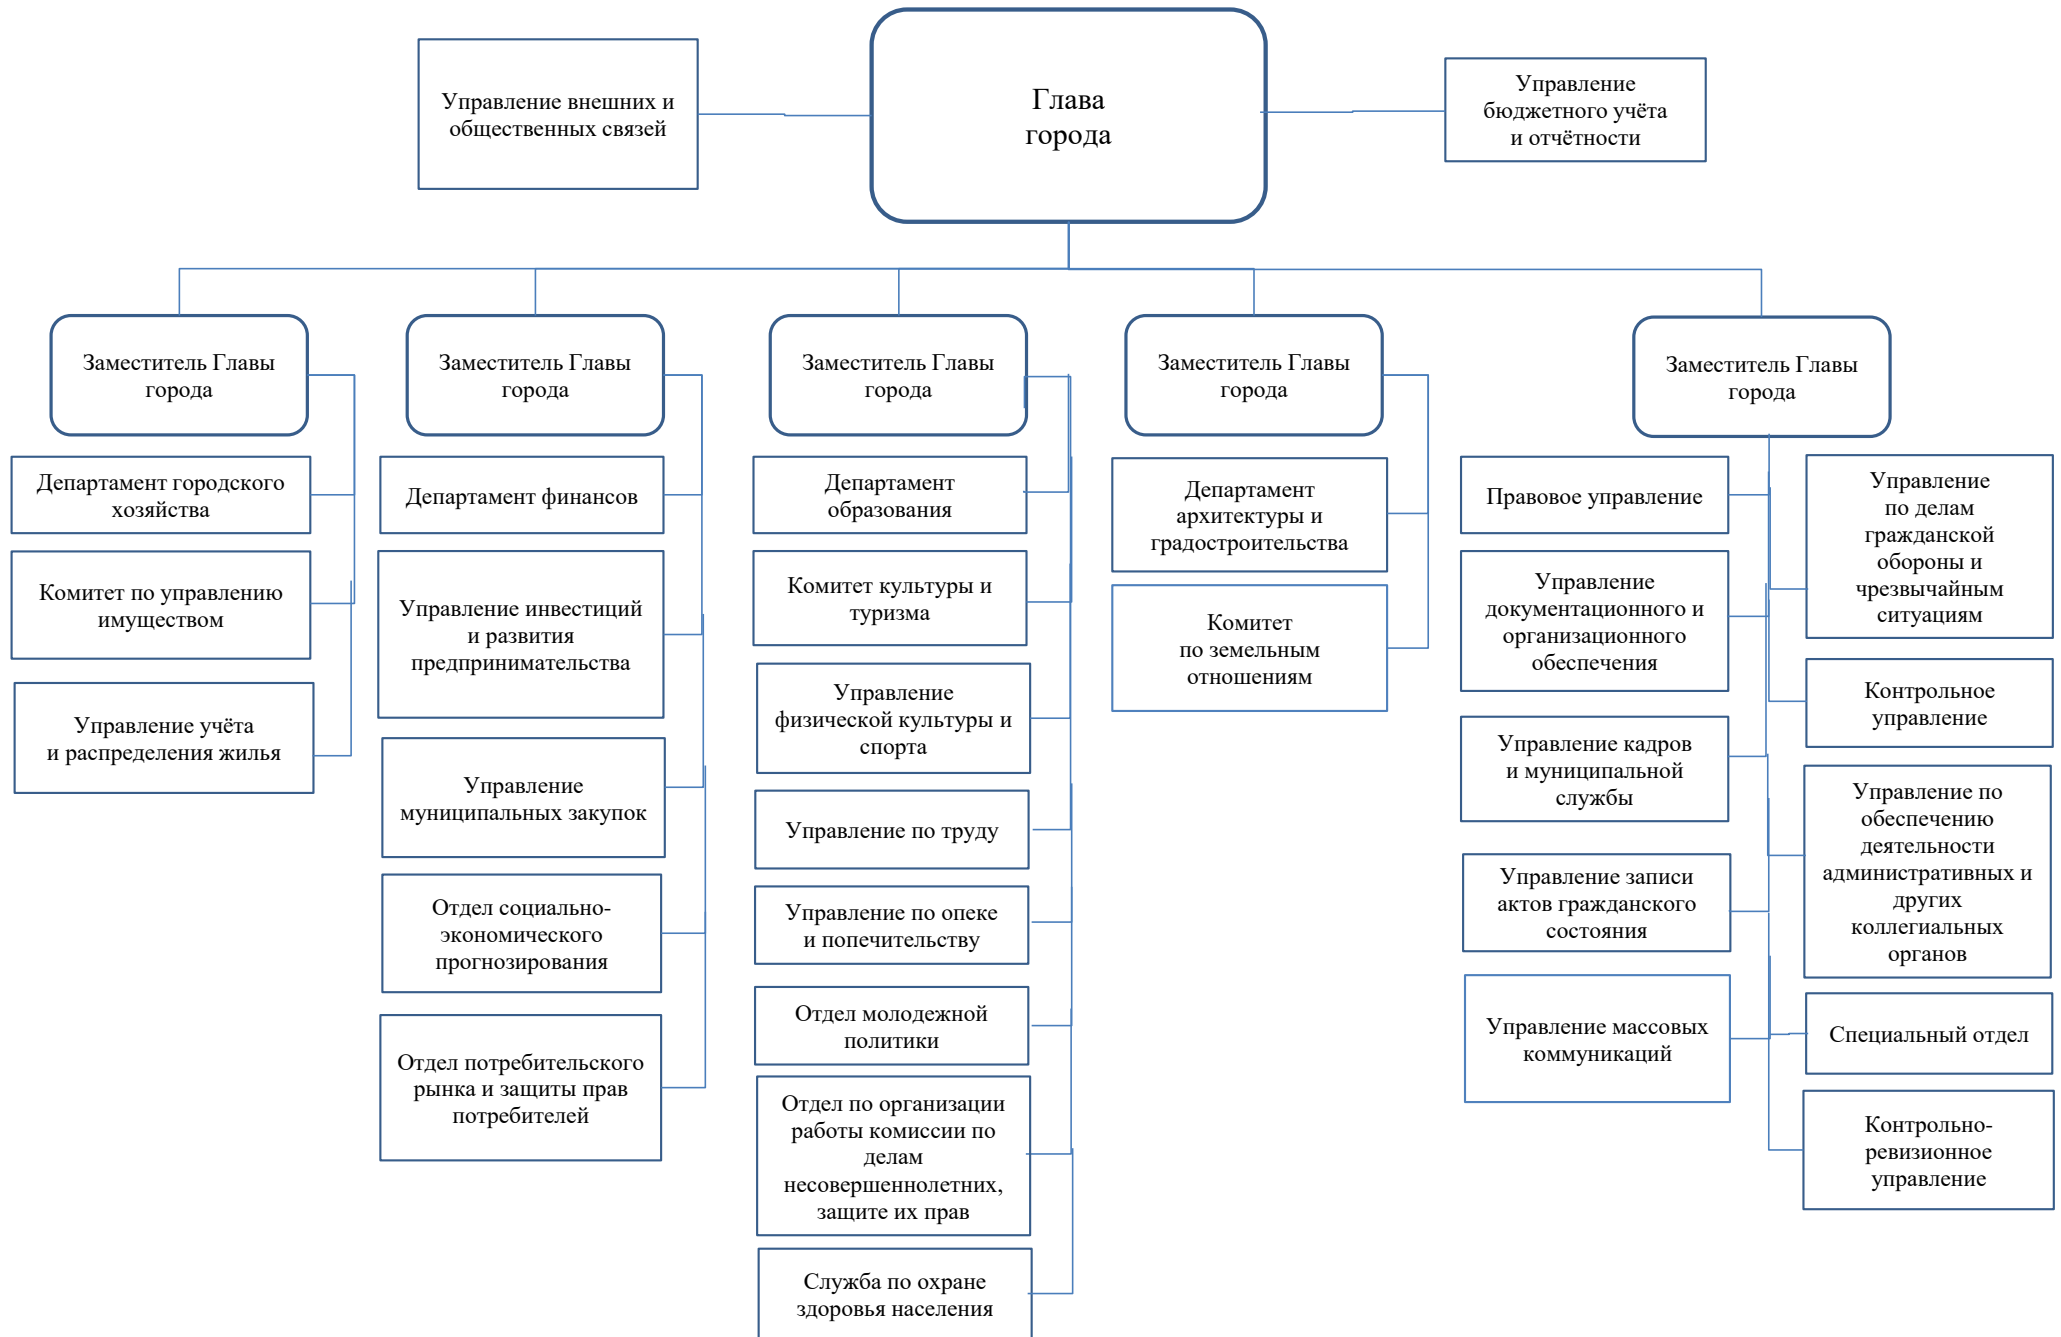 Глава
города
Управление внешних и
общественных связей
Управление
бюджетного учёта
и отчётности
Заместитель Главы
города
Департамент городского
хозяйства
Комитет по управлению
имуществом
Управление учёта
и распределения жилья
Заместитель Главы
города
Департамент финансов
Управление инвестиций
и развития
предпринимательства
Управление
муниципальных закупок
Отдел социально-
экономического
прогнозирования
Отдел потребительского
рынка и защиты прав
потребителей
Заместитель Главы
города
Департамент
образования
Комитет культуры и
туризма
Управление
физической культуры и
спорта
Управление по труду
Управление по опеке
и попечительству
Отдел молодежной
политики
Отдел по организации
работы комиссии по
делам
несовершеннолетних,
защите их прав
Служба по охране
здоровья населения
Заместитель Главы
города
Департамент
архитектуры и
градостроительства
Комитет
по земельным
отношениям
Заместитель Главы
города
Правовое управление
Управление
документационного и
организационного
обеспечения
Управление кадров
и муниципальной
службы
Управление записи
актов гражданского
состояния
Управление массовых
коммуникаций
Управление
по делам
гражданской
обороны и
чрезвычайным
ситуациям
Контрольное
управление
Управление по
обеспечению
деятельности
административных и
других
коллегиальных
органов
Специальный отдел
Контрольно-
ревизионное
управление